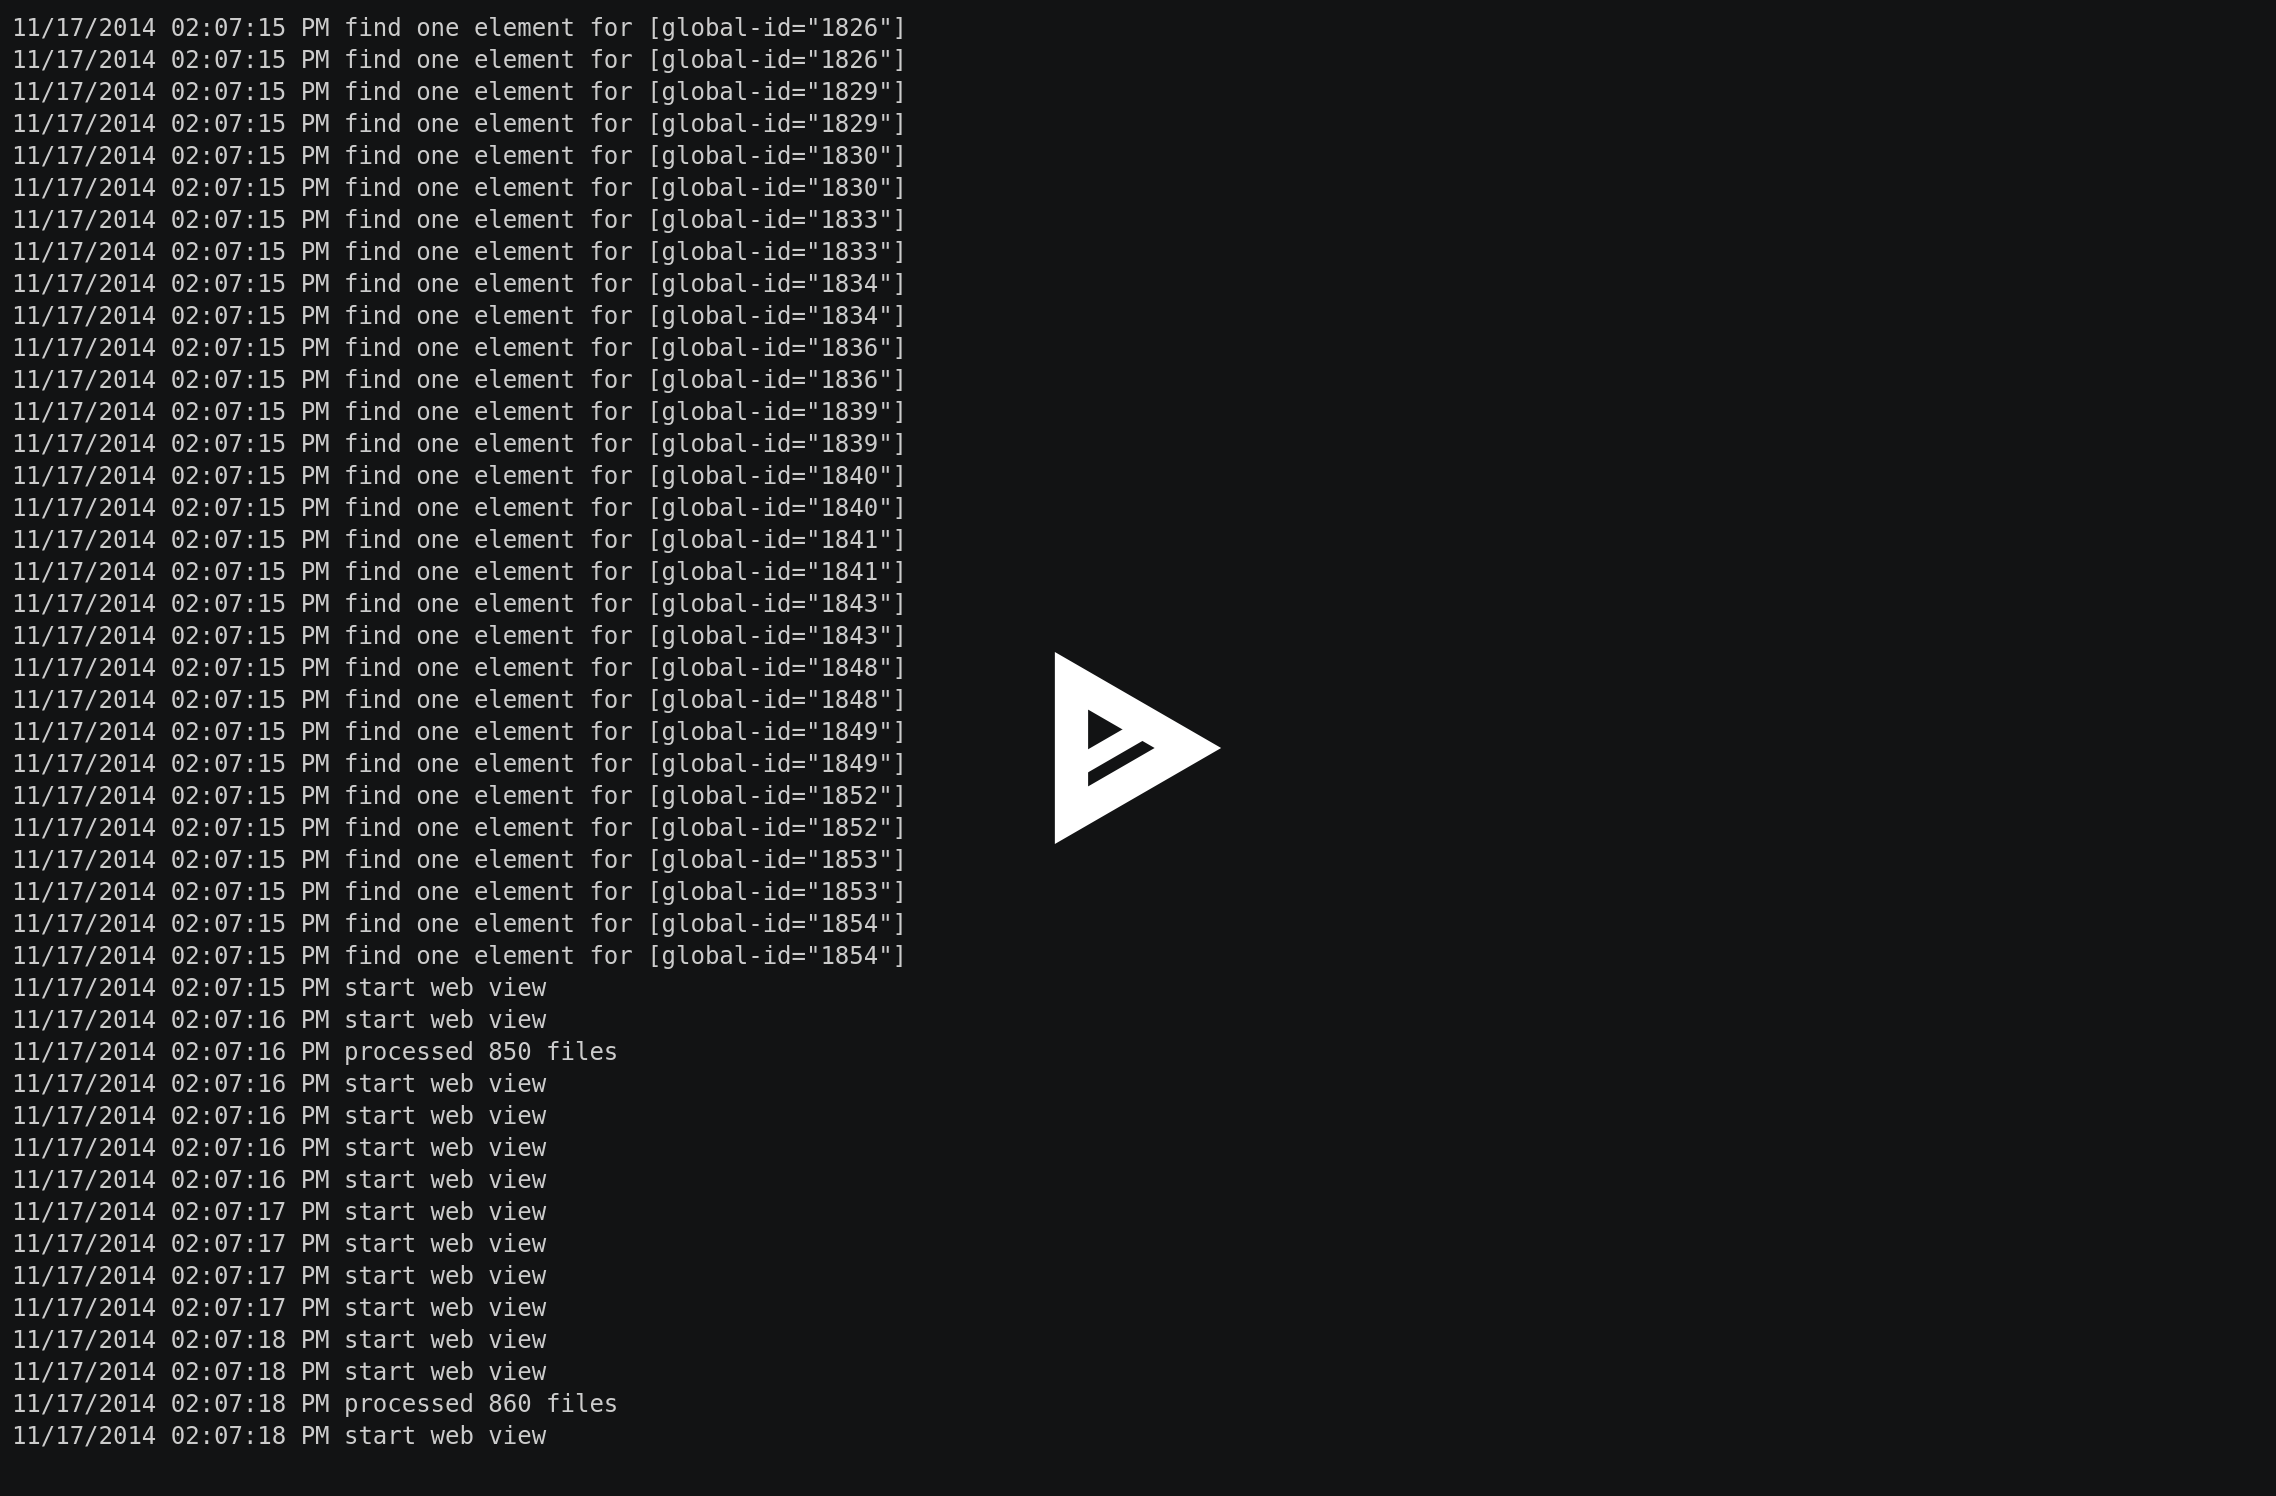 11/17/2014 02:07:15 PM find one element for [global-id="1826"]
11/17/2014 02:07:15 PM find one element for [global-id="1826"]
11/17/2014 02:07:15 PM find one element for [global-id="1829"]
11/17/2014 02:07:15 PM find one element for [global-id="1829"]
11/17/2014 02:07:15 PM find one element for [global-id="1830"]
11/17/2014 02:07:15 PM find one element for [global-id="1830"]
11/17/2014 02:07:15 PM find one element for [global-id="1833"]
11/17/2014 02:07:15 PM find one element for [global-id="1833"]
11/17/2014 02:07:15 PM find one element for [global-id="1834"]
11/17/2014 02:07:15 PM find one element for [global-id="1834"]
11/17/2014 02:07:15 PM find one element for [global-id="1836"]
11/17/2014 02:07:15 PM find one element for [global-id="1836"]
11/17/2014 02:07:15 PM find one element for [global-id="1839"]
11/17/2014 02:07:15 PM find one element for [global-id="1839"]
11/17/2014 02:07:15 PM find one element for [global-id="1840"]
11/17/2014 02:07:15 PM find one element for [global-id="1840"]
11/17/2014 02:07:15 PM find one element for [global-id="1841"]
11/17/2014 02:07:15 PM find one element for [global-id="1841"]
11/17/2014 02:07:15 PM find one element for [global-id="1843"]
11/17/2014 02:07:15 PM find one element for [global-id="1843"]
11/17/2014 02:07:15 PM find one element for [global-id="1848"]
11/17/2014 02:07:15 PM find one element for [global-id="1848"]
11/17/2014 02:07:15 PM find one element for [global-id="1849"]
11/17/2014 02:07:15 PM find one element for [global-id="1849"]
11/17/2014 02:07:15 PM find one element for [global-id="1852"]
11/17/2014 02:07:15 PM find one element for [global-id="1852"]
11/17/2014 02:07:15 PM find one element for [global-id="1853"]
11/17/2014 02:07:15 PM find one element for [global-id="1853"]
11/17/2014 02:07:15 PM find one element for [global-id="1854"]
11/17/2014 02:07:15 PM find one element for [global-id="1854"]
11/17/2014 02:07:15 PM start web view
11/17/2014 02:07:16 PM start web view
11/17/2014 02:07:16 PM processed 850 files
11/17/2014 02:07:16 PM start web view
11/17/2014 02:07:16 PM start web view
11/17/2014 02:07:16 PM start web view
11/17/2014 02:07:16 PM start web view
11/17/2014 02:07:17 PM start web view
11/17/2014 02:07:17 PM start web view
11/17/2014 02:07:17 PM start web view
11/17/2014 02:07:17 PM start web view
11/17/2014 02:07:18 PM start web view
11/17/2014 02:07:18 PM start web view
11/17/2014 02:07:18 PM processed 860 files
11/17/2014 02:07:18 PM start web view